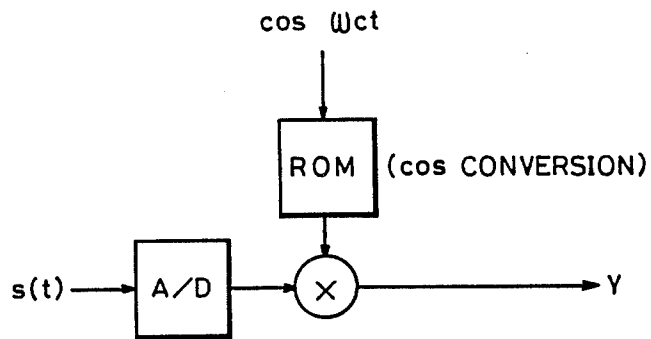 cos ωct
ROM (cos CONVERSION)
s(t) A/D × Y